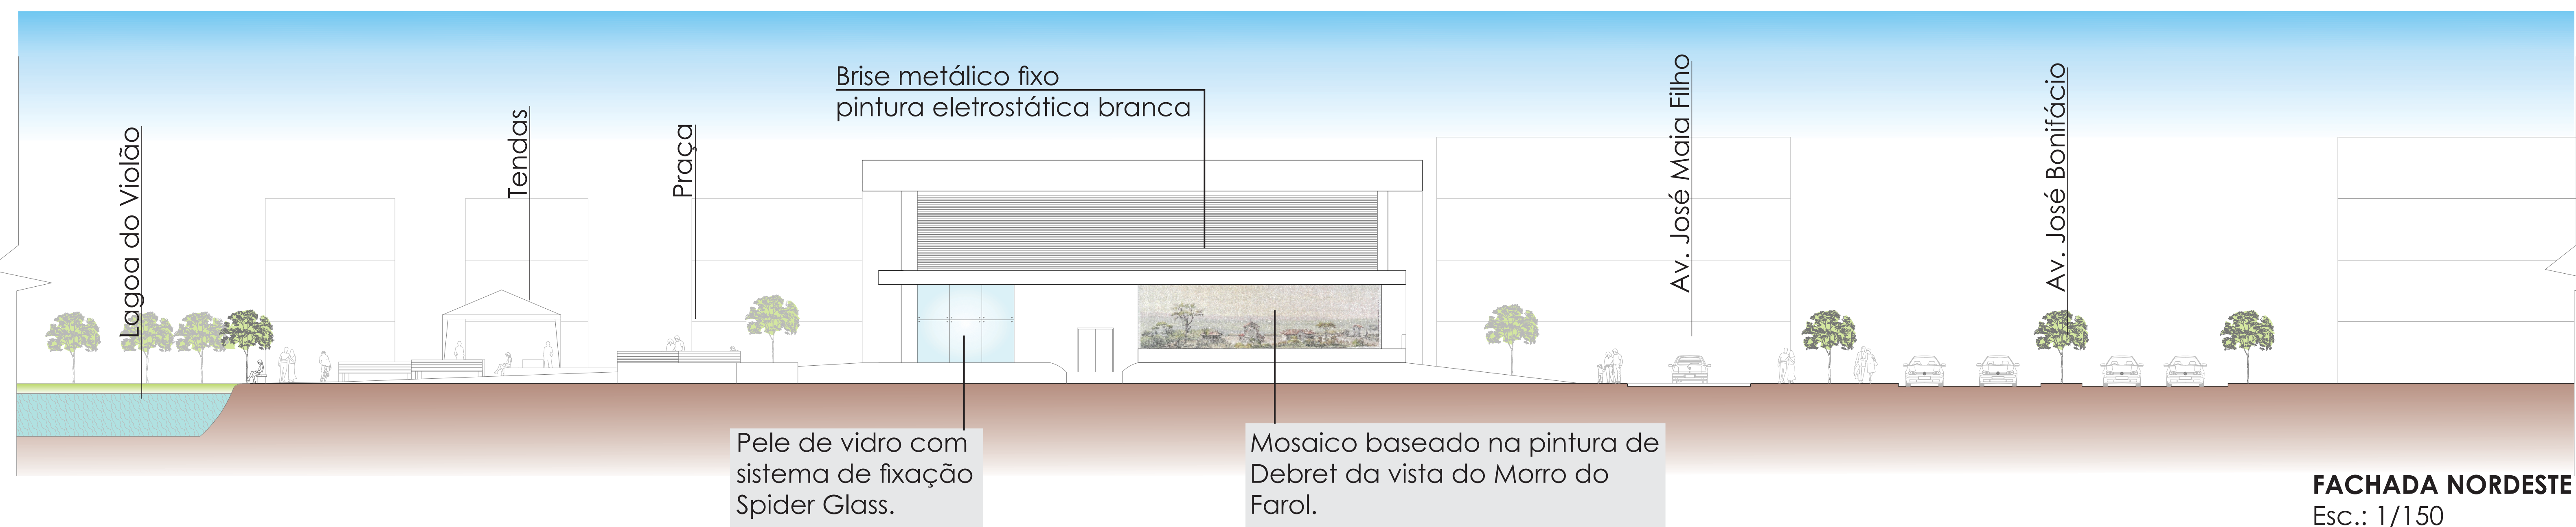 Lagoa do Violão
Tendas
Praça
Brise metálico fixo
pintura eletrostática branca
Av. José Maia Filho
Av. José Bonifácio
Pele de vidro com
sistema de fixação
Spider Glass.
Mosaico baseado na pintura de
Debret da vista do Morro do
Farol.
FACHADA NORDESTE
Esc.: 1/150